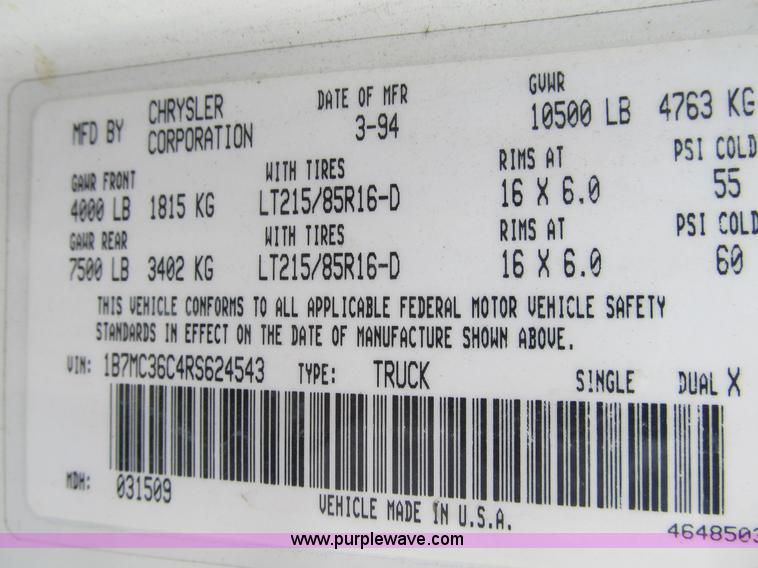 MFD BY CHRYSLER CORPORATION DATE OF MFR 3-94 GVWR 10500 LB 4763 KG
GAWR FRONT WITH TIRES RIMS AT PSI COLD
4000 LB 1815 KG LT215/85R16-D 16 X 6.0 55
GAWR REAR WITH TIRES RIMS AT PSI COLD
7500 LB 3402 KG LT215/85R16-D 16 X 6.0 60
THIS VEHICLE CONFORMS TO ALL APPLICABLE FEDERAL MOTOR VEHICLE SAFETY
STANDARDS IN EFFECT ON THE DATE OF MANUFACTURE SHOWN ABOVE.
VIN: 1B7MC36C4RS624543 TYPE: TRUCK SINGLE DUAL X
MDH: 031509
VEHICLE MADE IN U.S.A.
4648503
www.purplewave.com